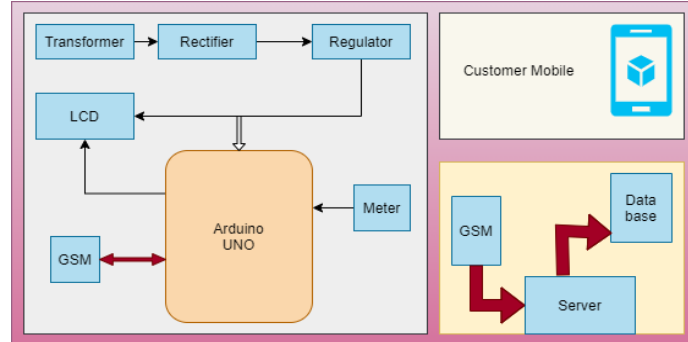 Transformer
Rectifier
Regulator
Customer Mobile
LCD
Arduino
UNO
Meter
GSM
GSM
Data
base
Server